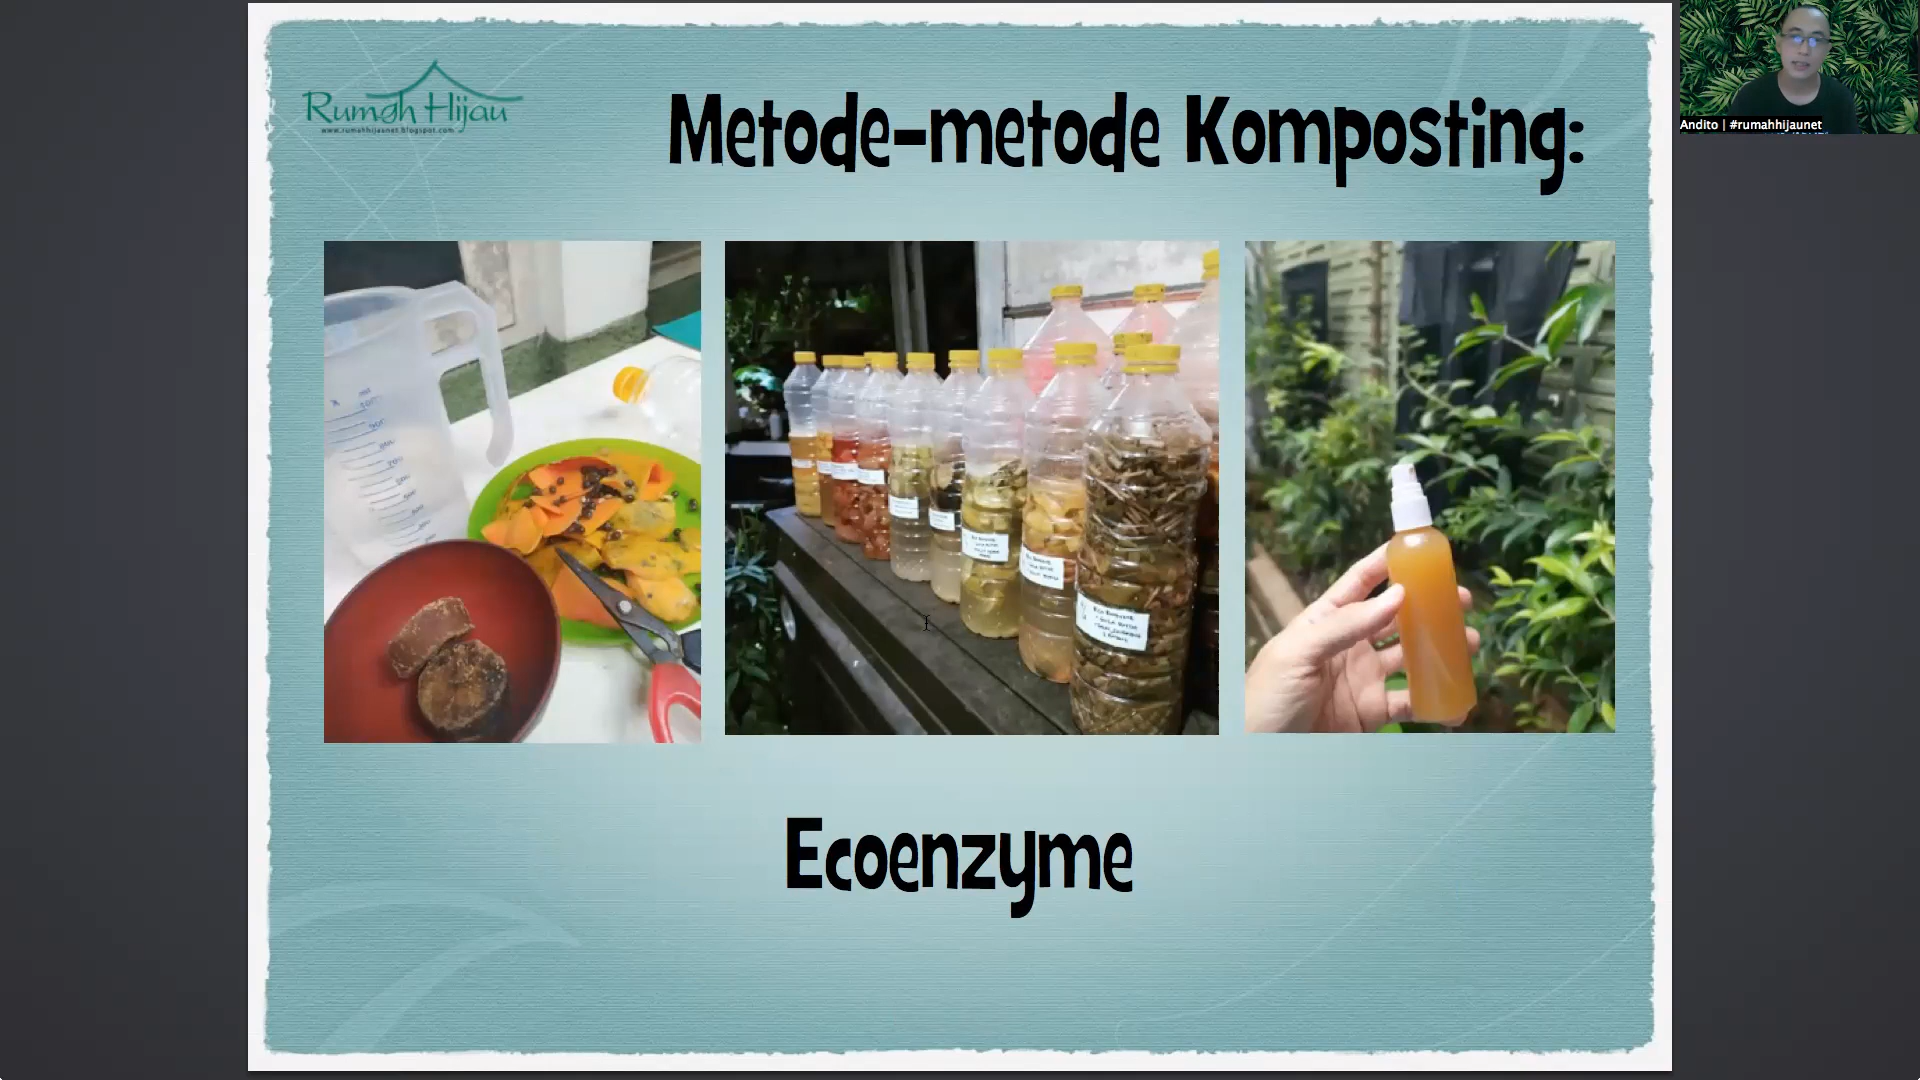 Rumah Hijau
www.rumahhijaunet.blogspot.com
Metode-metode Komposting:
Andito | #rumahhijaunet
Ecoenzyme